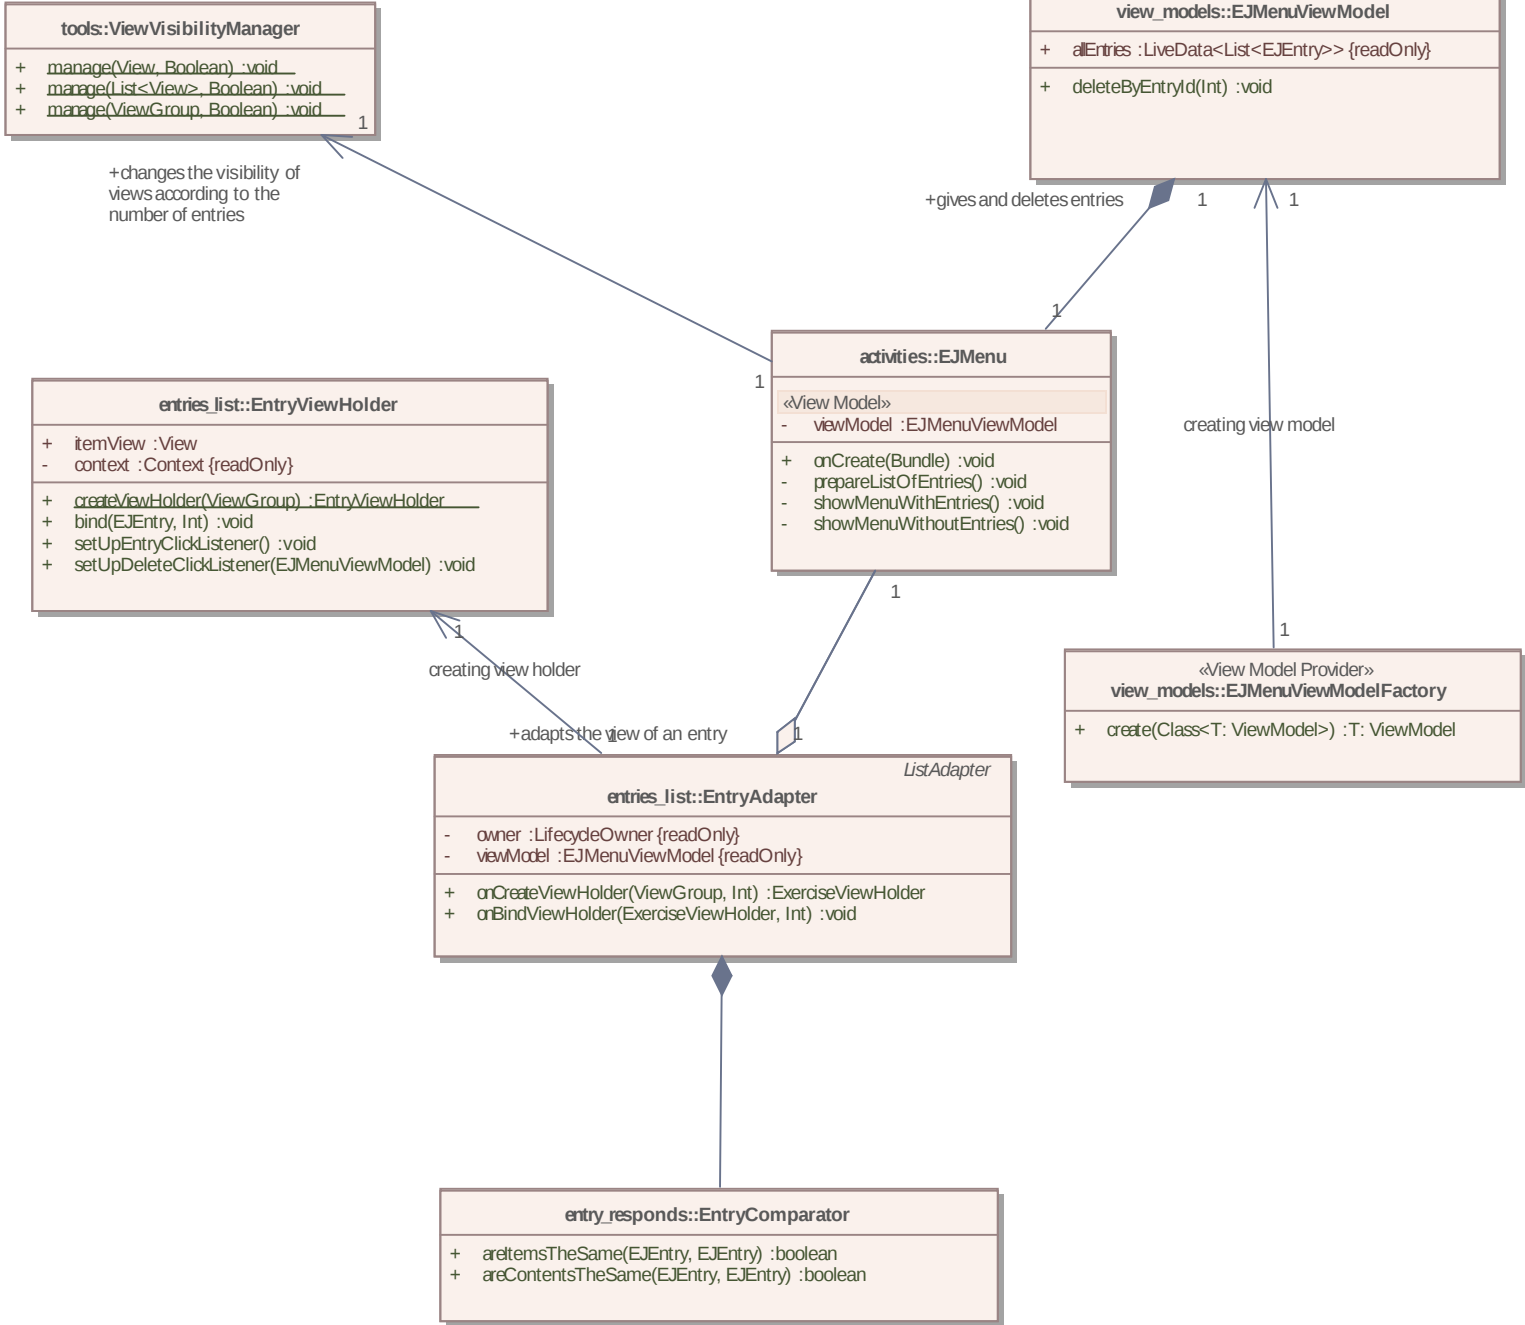 tools::ViewVisibilityManager
+ manage(View, Boolean) :void
+ manage(List<View>, Boolean) :void
+ manage(ViewGroup, Boolean) :void
1
view_models::EJMenuViewModel
+ allEntries :LiveData<List<EJEntry>> {readOnly}
+ deleteByEntryId(Int) :void
+changes the visibility of
views according to the
number of entries
+gives and deletes entries
1
1
1
1
activities::EJMenu
«View Model»
- viewModel :EJMenuViewModel
+ onCreate(Bundle) :void
- prepareListOfEntries() :void
- showMenuWithEntries() :void
- showMenuWithoutEntries() :void
1
creating view model
entries_list::EntryViewHolder
+ itemView :View
- context :Context {readOnly}
+ createViewHolder(ViewGroup) :EntryViewHolder
+ bind(EJEntry, Int) :void
+ setUpEntryClickListener() :void
+ setUpDeleteClickListener(EJMenuViewModel) :void
1
creating view holder
1
+adapts the view of an entry
1
1
«View Model Provider»
view_models::EJMenuViewModelFactory
+ create(Class<T: ViewModel>) :T: ViewModel
ListAdapter
entries_list::EntryAdapter
- owner :LifecycleOwner {readOnly}
- viewModel :EJMenuViewModel {readOnly}
+ onCreateViewHolder(ViewGroup, Int) :ExerciseViewHolder
+ onBindViewHolder(ExerciseViewHolder, Int) :void
entry_responds::EntryComparator
+ areItemsTheSame(EJEntry, EJEntry) :boolean
+ areContentsTheSame(EJEntry, EJEntry) :boolean